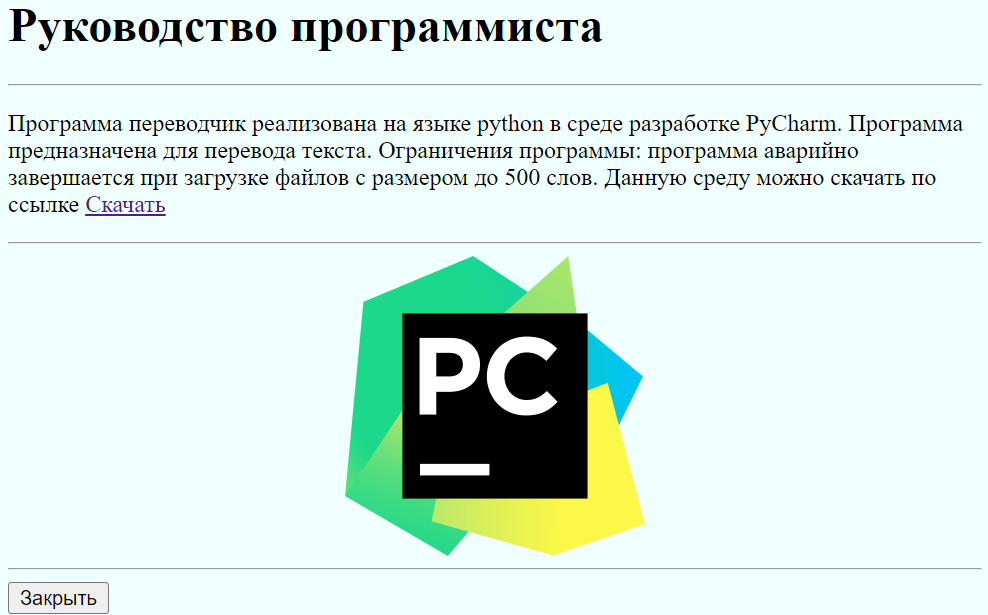 Руководство программиста
Программа переводчик реализована на языке python в среде разработке PyCharm. Программа
предназначена для перевода текста. Ограничения программы: программа аварийно
завершается при загрузке файлов с размером до 500 слов. Данную среду можно скачать по
ссылке Скачать
PC
Закрыть